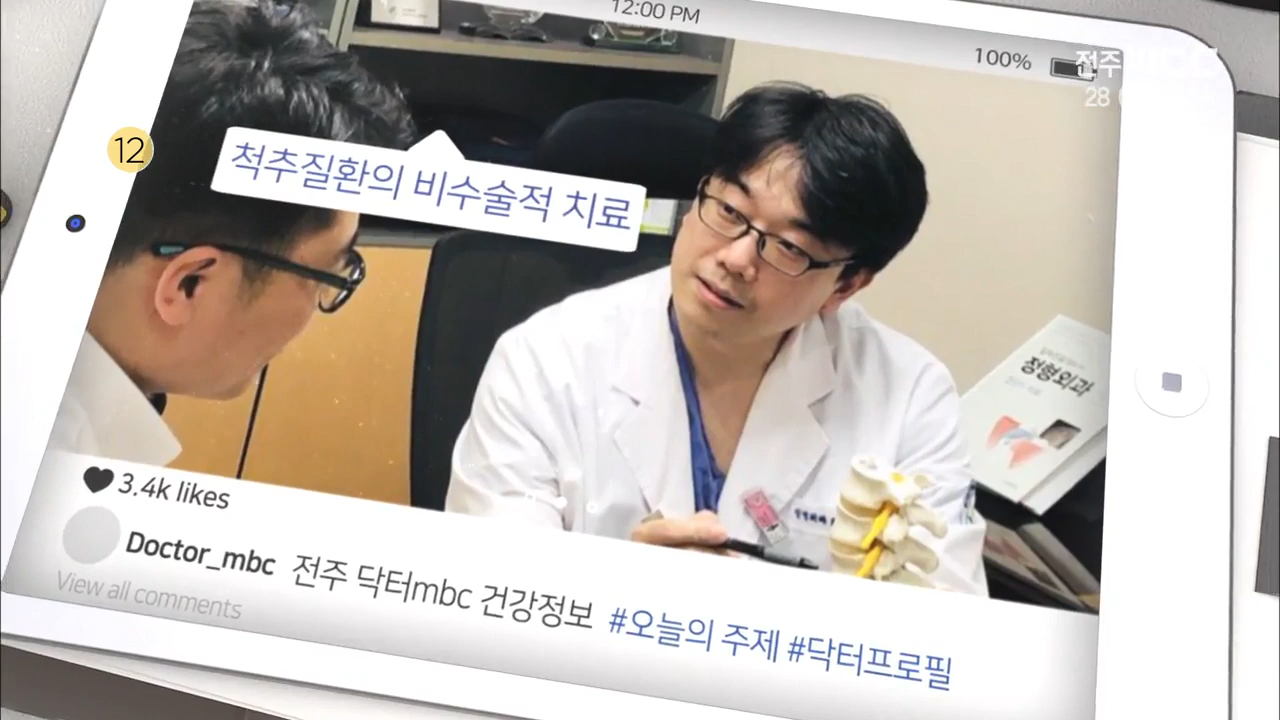 12:00 PM
100%
전주
28
12
척추질환의 비수술적 치료
정형외과
3.4k likes
Doctor_mbc 전주 닥터mbc 건강정보 #오늘의 주제 #닥터프로필
View all comments